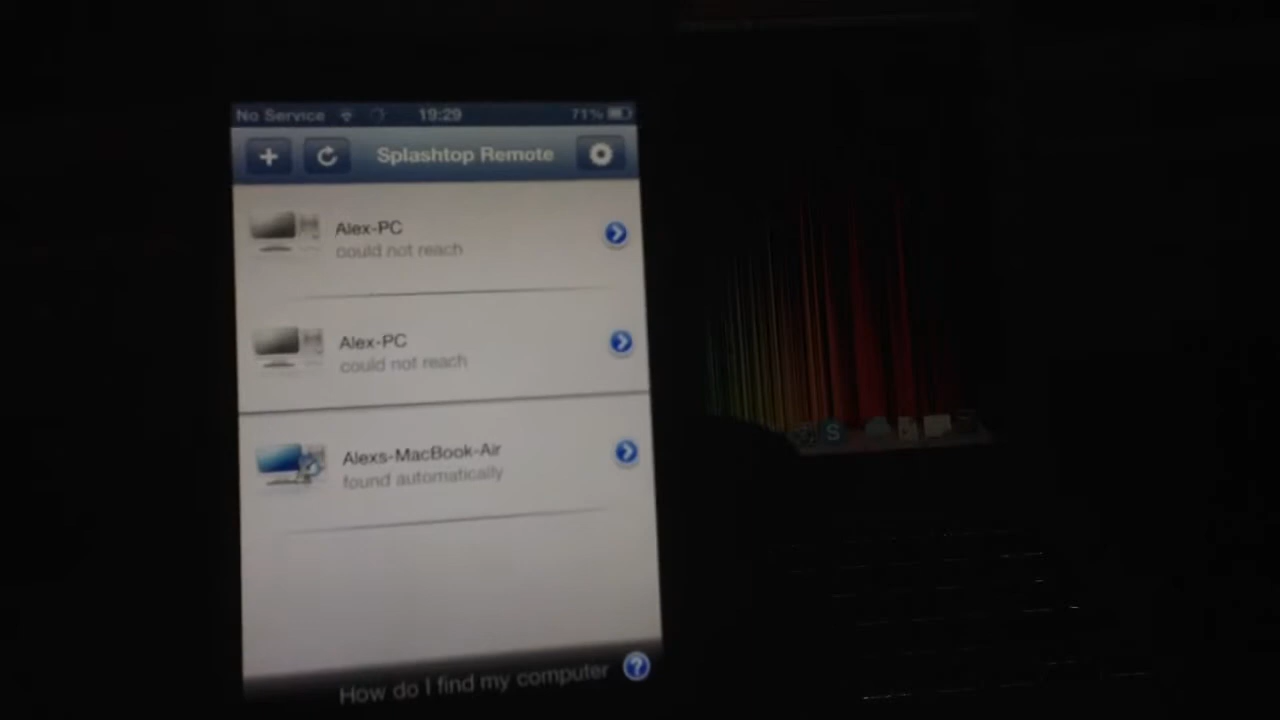 No Service 19:29 71%
Splashtop Remote
Alex-PC
could not reach
Alex-PC
could not reach
Alexs-MacBook-Air
found automatically
How do I find my computer ?
S